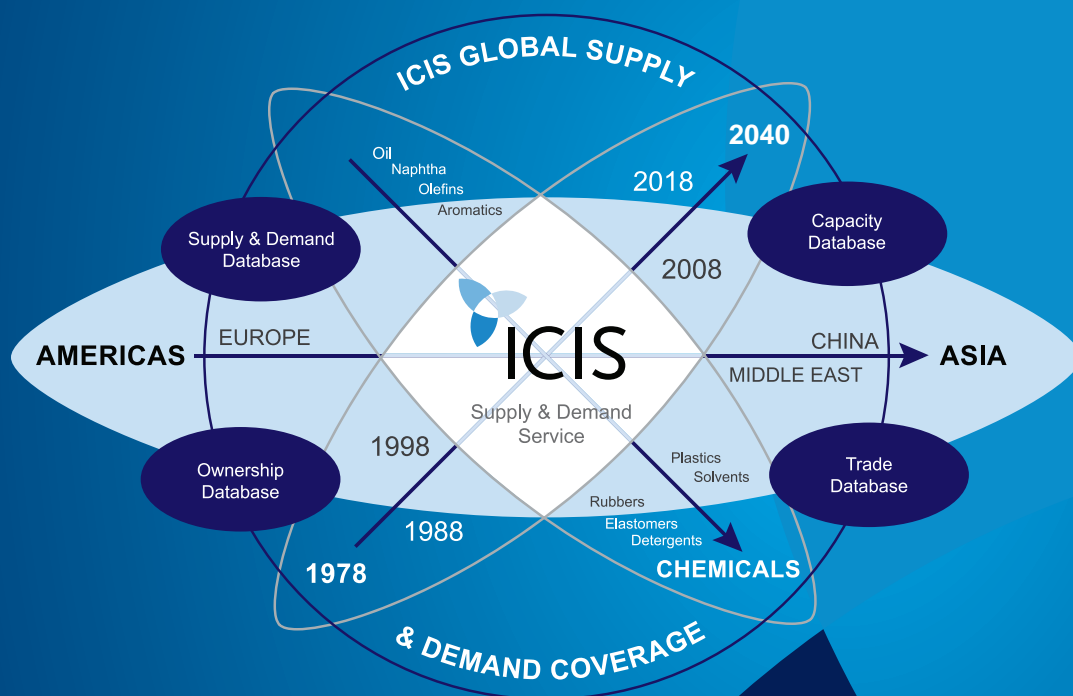 ICIS GLOBAL SUPPLY
2040
Oil
Naphtha
Olefins
Aromatics
2018
2008
Supply & Demand
Database
Capacity
Database
AMERICAS
EUROPE
ICIS
Supply & Demand
Service
CHINA
MIDDLE EAST
ASIA
1998
1988
1978
Ownership
Database
Plastics
Solvents
Rubbers
Elastomers
Detergents
CHEMICALS
Trade
Database
& DEMAND COVERAGE